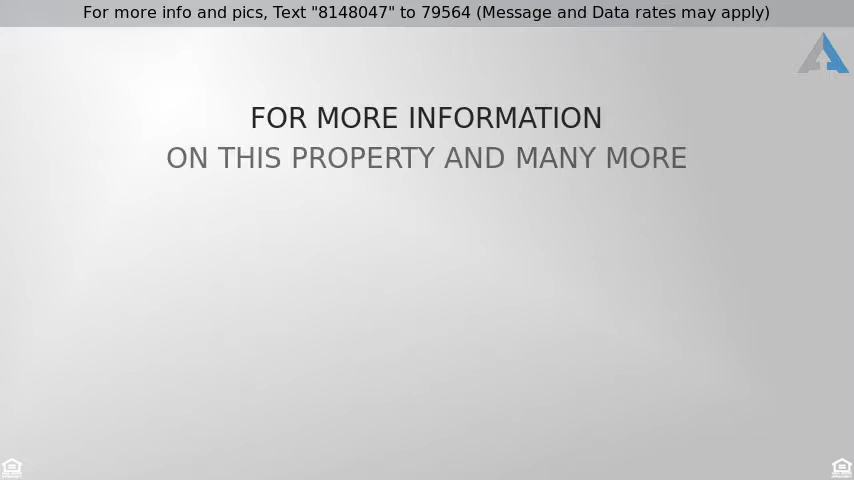 For more info and pics, Text "8148047" to 79564 (Message and Data rates may apply)
FOR MORE INFORMATION
ON THIS PROPERTY AND MANY MORE